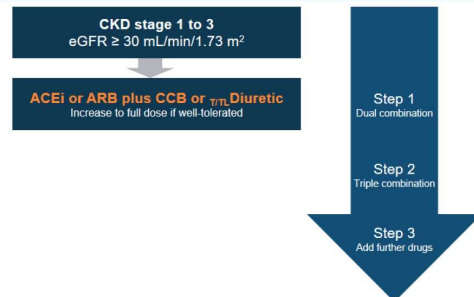 CKD stage 1 to 3
eGFR ≥ 30 mL/min/1.73 m²
ACEi or ARB plus CCB or T/TLDiuretic
Increase to full dose if well-tolerated
Step 1
Dual combination
Step 2
Triple combination
Step 3
Add further drugs